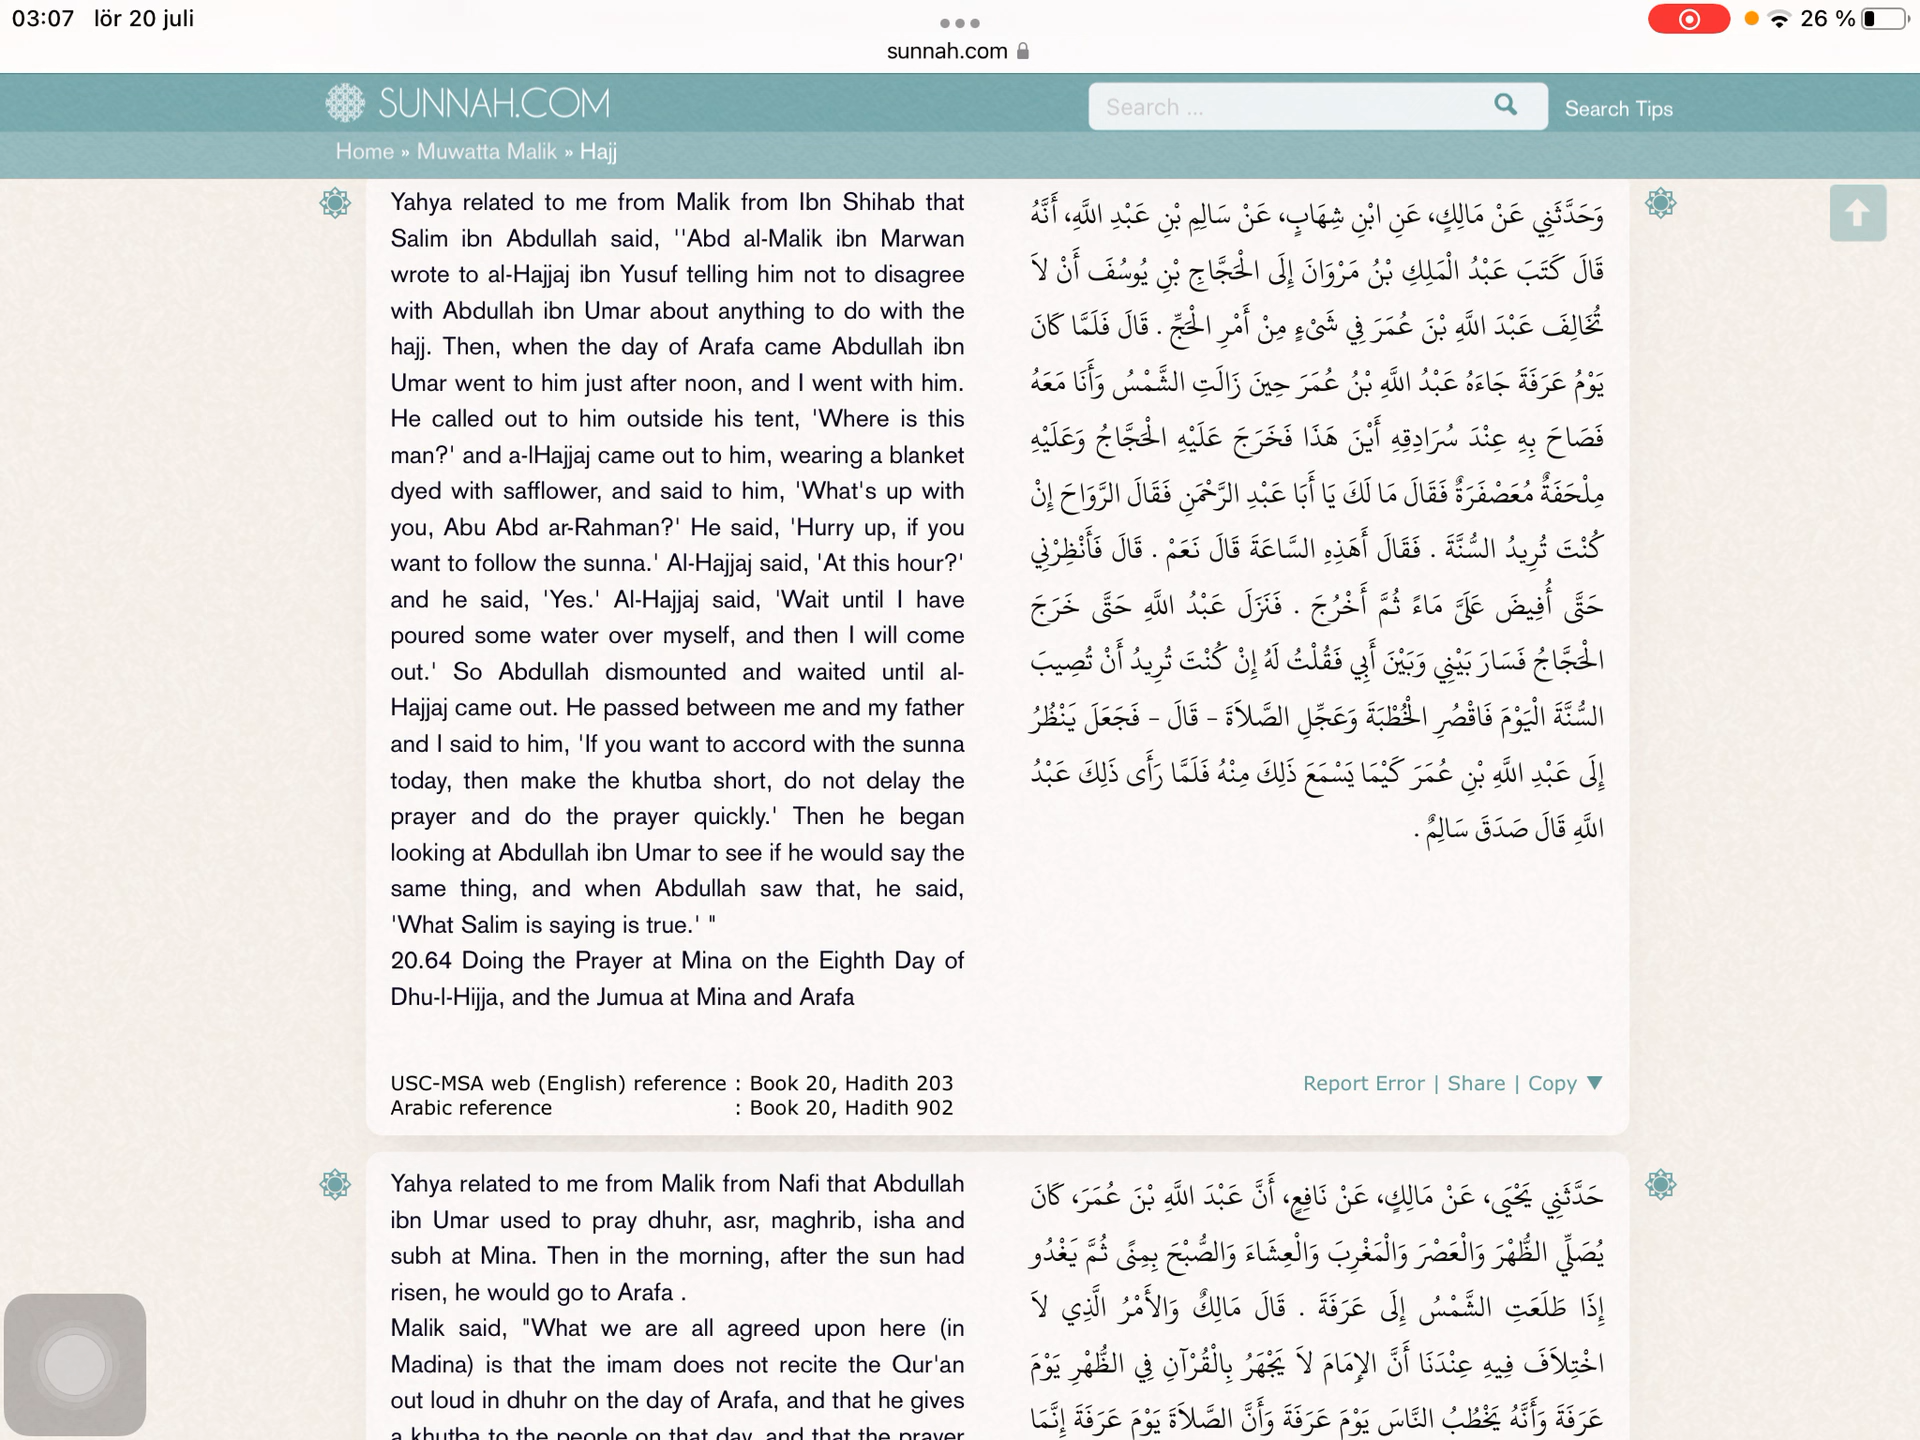 03:07 lör 20 juli
26 %
sunnah.com
SUNNAH.COM
Search ...
Search Tips
Home » Muwatta Malik » Hajj
Yahya related to me from Malik from Ibn Shihab that
Salim ibn Abdullah said, ''Abd al-Malik ibn Marwan
wrote to al-Hajjaj ibn Yusuf telling him not to disagree
with Abdullah ibn Umar about anything to do with the
hajj. Then, when the day of Arafa came Abdullah ibn
Umar went to him just after noon, and I went with him.
He called out to him outside his tent, 'Where is this
man?' and a-lHajjaj came out to him, wearing a blanket
dyed with safflower, and said to him, 'What's up with
you, Abu Abd ar-Rahman?' He said, 'Hurry up, if you
want to follow the sunna.' Al-Hajjaj said, 'At this hour?'
and he said, 'Yes.' Al-Hajjaj said, 'Wait until I have
poured some water over myself, and then I will come
out.' So Abdullah dismounted and waited until al-
Hajjaj came out. He passed between me and my father
and I said to him, 'If you want to accord with the sunna
today, then make the khutba short, do not delay the
prayer and do the prayer quickly.' Then he began
looking at Abdullah ibn Umar to see if he would say the
same thing, and when Abdullah saw that, he said,
'What Salim is saying is true.' "
20.64 Doing the Prayer at Mina on the Eighth Day of
Dhu-l-Hijja, and the Jumua at Mina and Arafa
وَحَدَّثَنِي عَنْ مَالِكٍ، عَنِ ابْنِ شِهَابٍ، عَنْ سَالِمِ بْنِ عَبْدِ اللَّهِ، أَنَّهُ
قَالَ كَتَبَ عَبْدُ الْمَلِكِ بْنُ مَرْوَانَ إِلَى الْحَجَّاجِ بْنِ يُوسُفَ أَنْ لاَ
تُخَالِفَ عَبْدَ اللَّهِ بْنَ عُمَرَ فِي شَىْءٍ مِنْ أَمْرِ الْحَجِّ . قَالَ فَلَمَّا كَانَ
يَوْمُ عَرَفَةَ جَاءَهُ عَبْدُ اللَّهِ بْنُ عُمَرَ حِينَ زَالَتِ الشَّمْسُ وَأَنَا مَعَهُ
فَصَاحَ بِهِ عِنْدَ سُرَادِقِهِ أَيْنَ هَذَا فَخَرَجَ عَلَيْهِ الْحَجَّاجُ وَعَلَيْهِ
مِلْحَفَةٌ مُعَصْفَرَةٌ فَقَالَ مَا لَكَ يَا أَبَا عَبْدِ الرَّحْمَنِ فَقَالَ الرَّوَاحَ إِنْ
كُنْتَ تُرِيدُ السُّنَّةَ . فَقَالَ أَهَذِهِ السَّاعَةَ قَالَ نَعَمْ . قَالَ فَأَنْظِرْنِي
حَتَّى أُفِيضَ عَلَىَّ مَاءً ثُمَّ أَخْرُجَ . فَنَزَلَ عَبْدُ اللَّهِ حَتَّى خَرَجَ
الْحَجَّاجُ فَسَارَ بَيْنِي وَبَيْنَ أَبِي فَقُلْتُ لَهُ إِنْ كُنْتَ تُرِيدُ أَنْ تُصِيبَ
السُّنَّةَ الْيَوْمَ فَاقْصُرِ الْخُطْبَةَ وَعَجِّلِ الصَّلاَةَ - قَالَ - فَجَعَلَ يَنْظُرُ
إِلَى عَبْدِ اللَّهِ بْنِ عُمَرَ كَيْمَا يَسْمَعَ ذَلِكَ مِنْهُ فَلَمَّا رَأَى ذَلِكَ عَبْدُ
اللَّهِ قَالَ صَدَقَ سَالِمٌ .
USC-MSA web (English) reference : Book 20, Hadith 203
Arabic reference : Book 20, Hadith 902
Report Error | Share | Copy ▼
Yahya related to me from Malik from Nafi that Abdullah
ibn Umar used to pray dhuhr, asr, maghrib, isha and
subh at Mina. Then in the morning, after the sun had
risen, he would go to Arafa .
Malik said, "What we are all agreed upon here (in
Madina) is that the imam does not recite the Qur'an
out loud in dhuhr on the day of Arafa, and that he gives
a khutba to the people on that day, and that the prayer
حَدَّثَنِي يَحْيَى، عَنْ مَالِكٍ، عَنْ نَافِعٍ، أَنَّ عَبْدَ اللَّهِ بْنَ عُمَرَ، كَانَ
يُصَلِّي الظُّهْرَ وَالْعَصْرَ وَالْمَغْرِبَ وَالْعِشَاءَ وَالصُّبْحَ بِمِنًى ثُمَّ يَغْدُو
إِذَا طَلَعَتِ الشَّمْسُ إِلَى عَرَفَةَ . قَالَ مَالِكٌ وَالأَمْرُ الَّذِي لاَ
اخْتِلاَفَ فِيهِ عِنْدَنَا أَنَّ الإِمَامَ لاَ يَجْهَرُ بِالْقُرْآنِ فِي الظُّهْرِ يَوْمَ
عَرَفَةَ وَأَنَّهُ يَخْطُبُ النَّاسَ يَوْمَ عَرَفَةَ وَأَنَّ الصَّلاَةَ يَوْمَ عَرَفَةَ إِنَّمَا